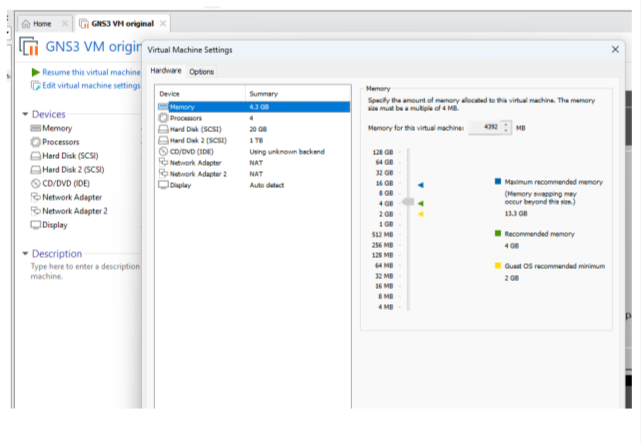 Home
GNS3 VM original
GNS3 VM origin
Resume this virtual machine
Edit virtual machine settings
Devices
Memory
Processors
Hard Disk (SCSI)
Hard Disk 2 (SCSI)
CD/DVD (IDE)
Network Adapter
Network Adapter 2
Display
Description
Type here to enter a description
machine.
Virtual Machine Settings
Hardware Options
Device Summary
Memory 4.3 GB
Processors 4
Hard Disk (SCSI) 20 GB
Hard Disk 2 (SCSI) 1 TB
CD/DVD (IDE) Using unknown backend
Network Adapter NAT
Network Adapter 2 NAT
Display Auto detect
Memory
Specify the amount of memory allocated to this virtual machine. The memory
size must be a multiple of 4 MB.
Memory for this virtual machine: 4392 MB
128 GB
64 GB
32 GB
16 GB
8 GB
4 GB
2 GB
1 GB
512 MB
256 MB
128 MB
64 MB
32 MB
16 MB
8 MB
4 MB
Maximum recommended memory
(Memory swapping may
occur beyond this size.)
13.3 GB
Recommended memory
4 GB
Guest OS recommended minimum
2 GB